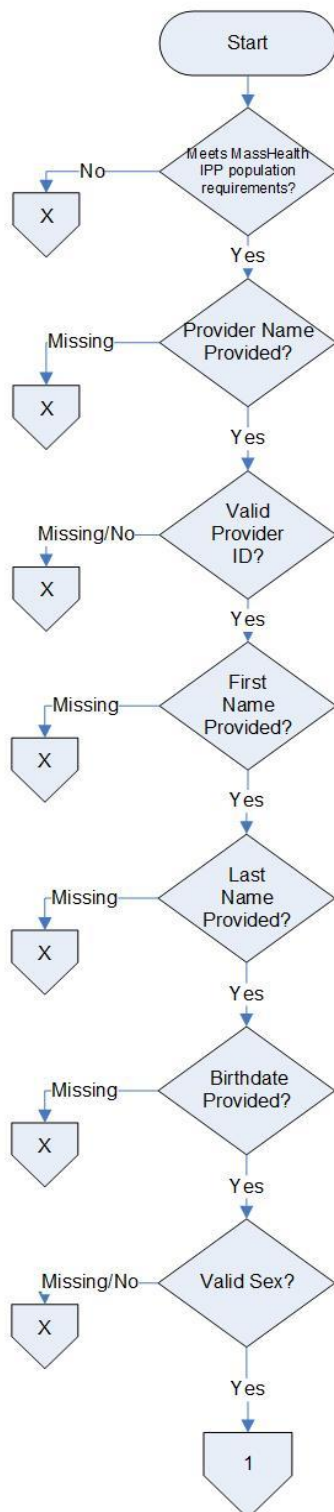 Start
Meets MassHealth
IPP population
requirements?
No
X
Yes
Provider Name
Provided?
Missing
X
Yes
Valid
Provider
ID?
Missing/No
X
Yes
First
Name
Provided?
Missing
X
Yes
Last
Name
Provided?
Missing
X
Yes
Birthdate
Provided?
Missing
X
Yes
Valid Sex?
Missing/No
X
Yes
1